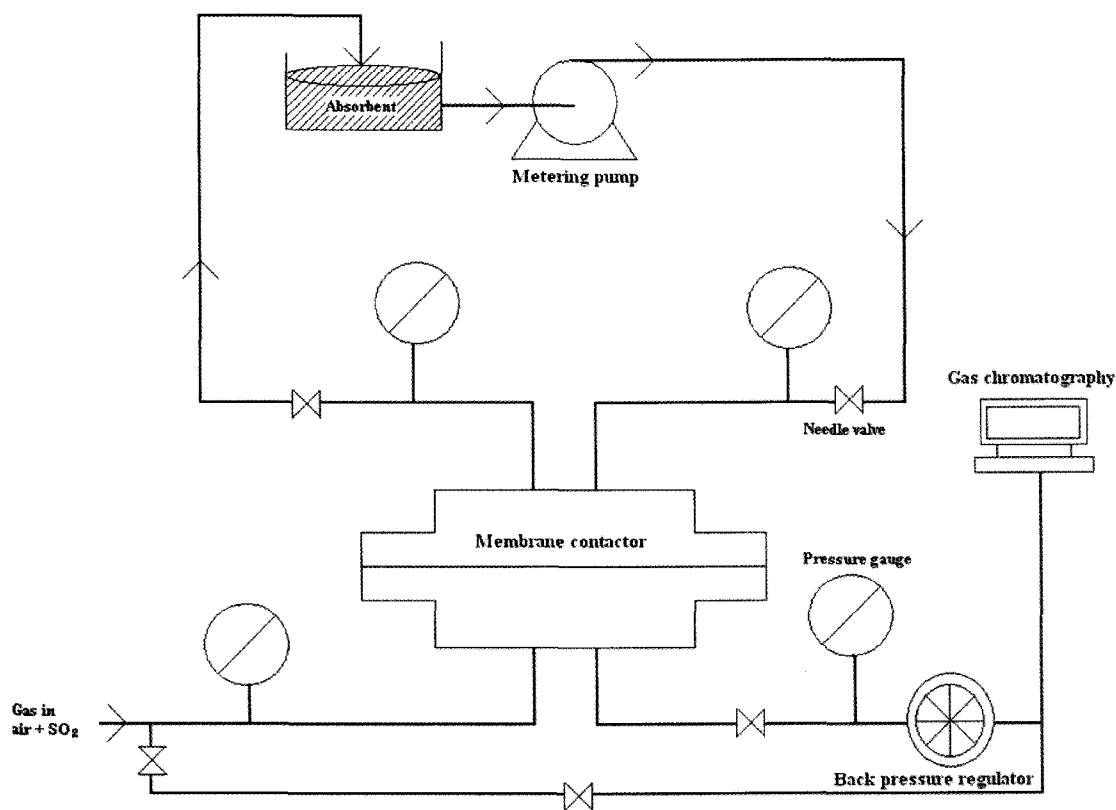 Absorbent
Metering pump
Gas chromatography
Needle valve
Membrane contactor
Pressure gauge
Gas in
air + SO₂
Back pressure regulator